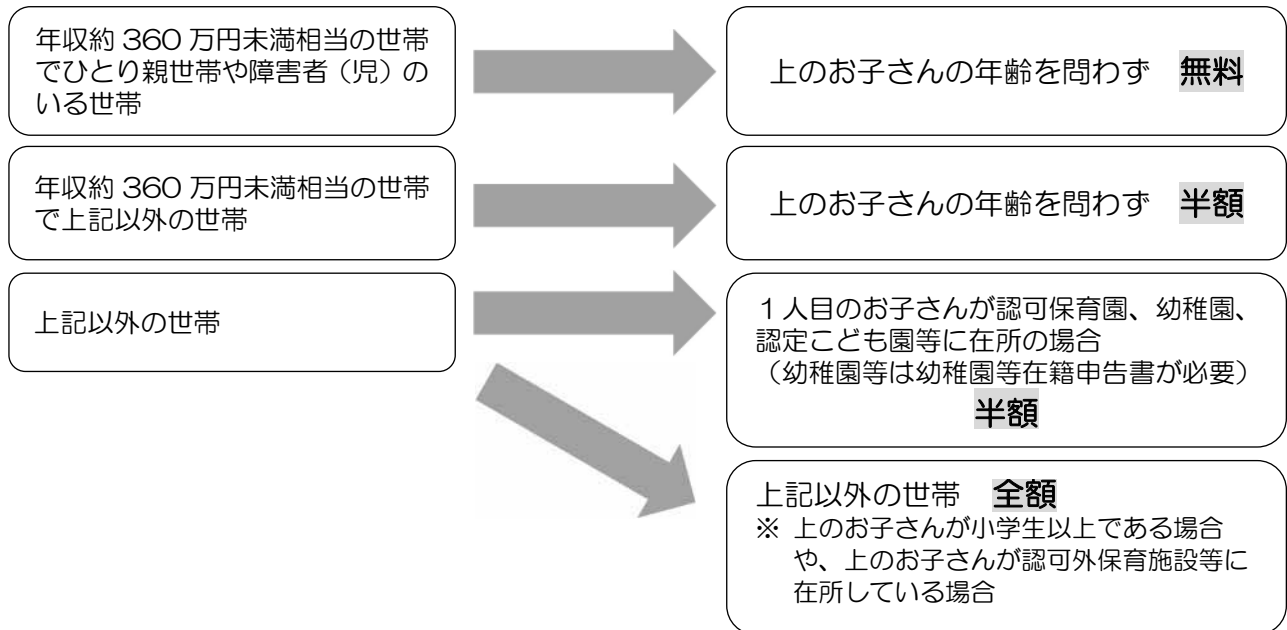 年収約 360 万円未満相当の世帯
でひとり親世帯や障害者（児）の
いる世帯
上のお子さんの年齢を問わず　無料
年収約 360 万円未満相当の世帯
で上記以外の世帯
上のお子さんの年齢を問わず　半額
上記以外の世帯
１人目のお子さんが認可保育園、幼稚園、
認定こども園等に在所の場合
（幼稚園等は幼稚園等在籍申告書が必要）
半額
上記以外の世帯　全額
※ 上のお子さんが小学生以上である場合
や、上のお子さんが認可外保育施設等に
在所している場合